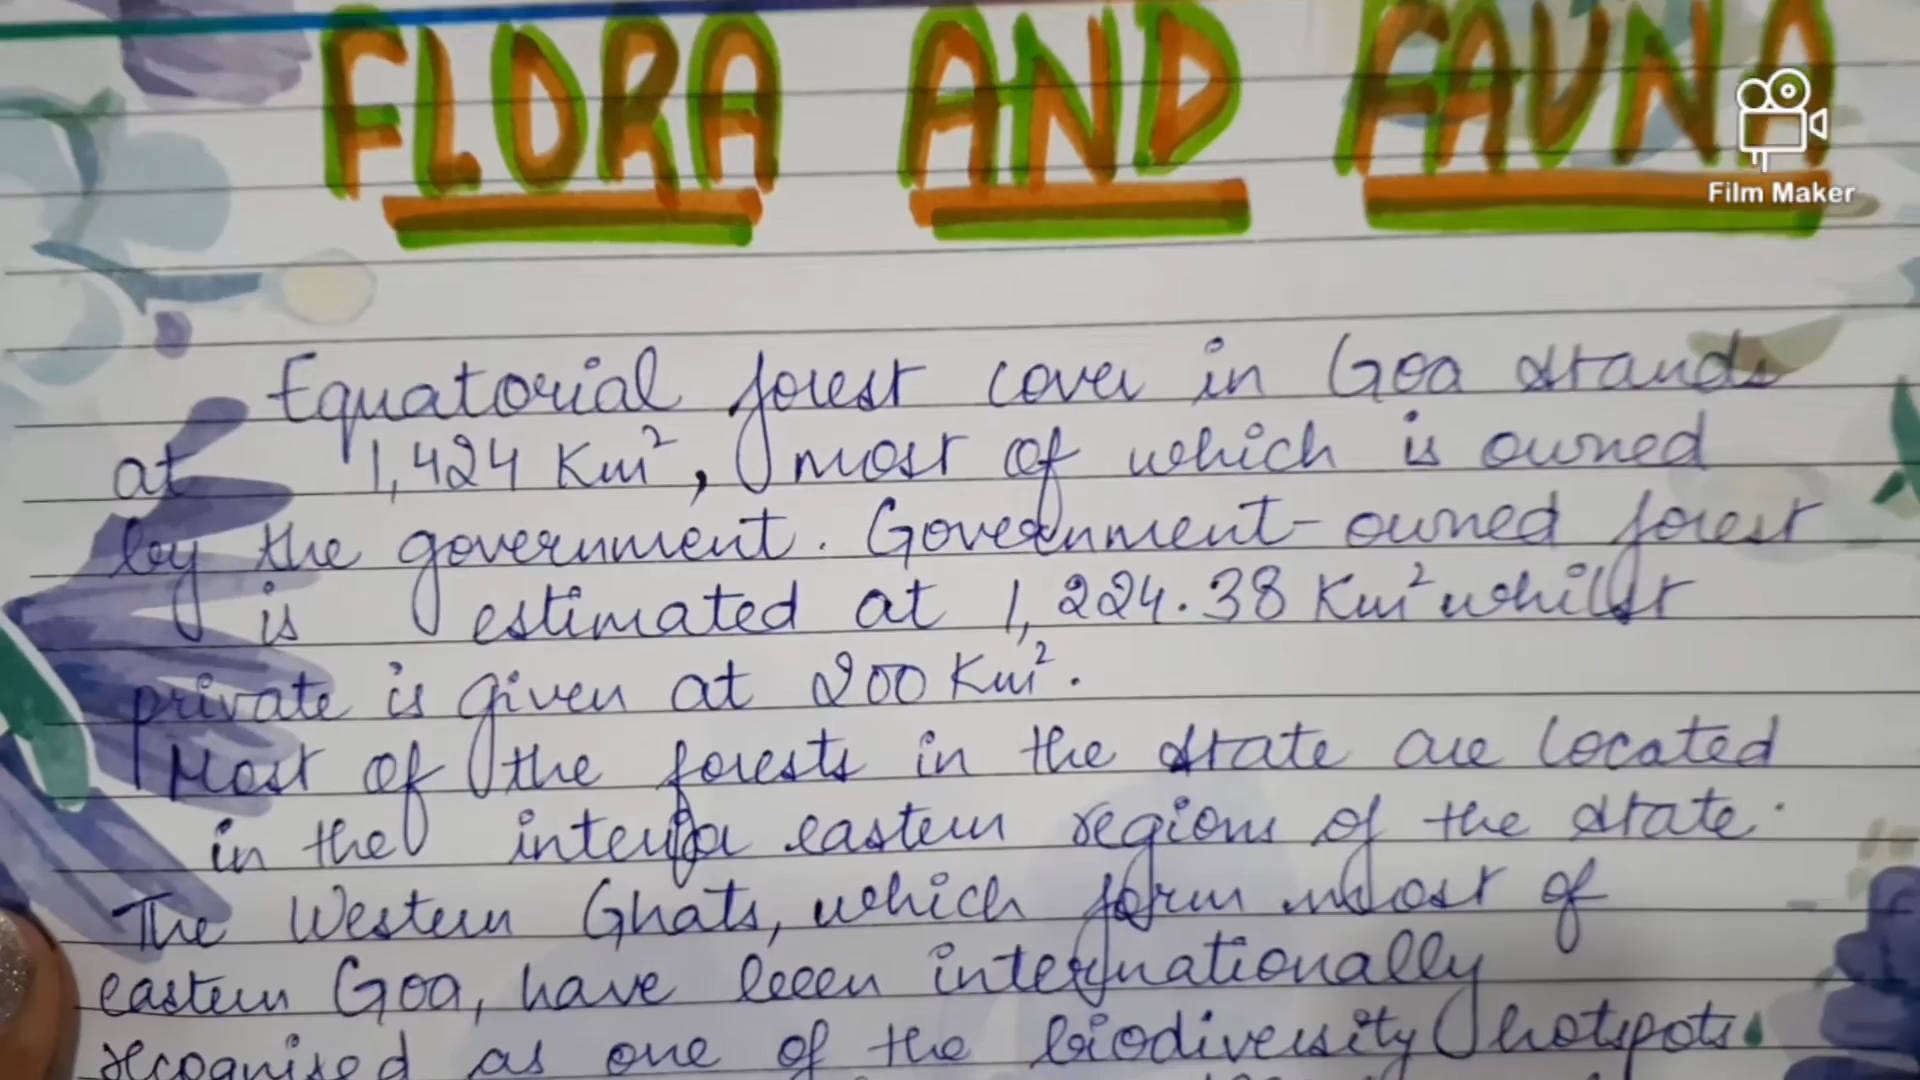 FLORA AND FAUNA
Film Maker
Equatorial forest cover in Goa stands
at 1,424 Km², most of which is owned
by the government. Government-owned forest
is estimated at 1,224.38 Km² whilst
private is given at 200 Km².
Most of the forests in the state are located
in the eastern regions of the state.
The Western Ghats, which form most of
eastern Goa, have been internationally
recognised as one of the biodiversity hotspots